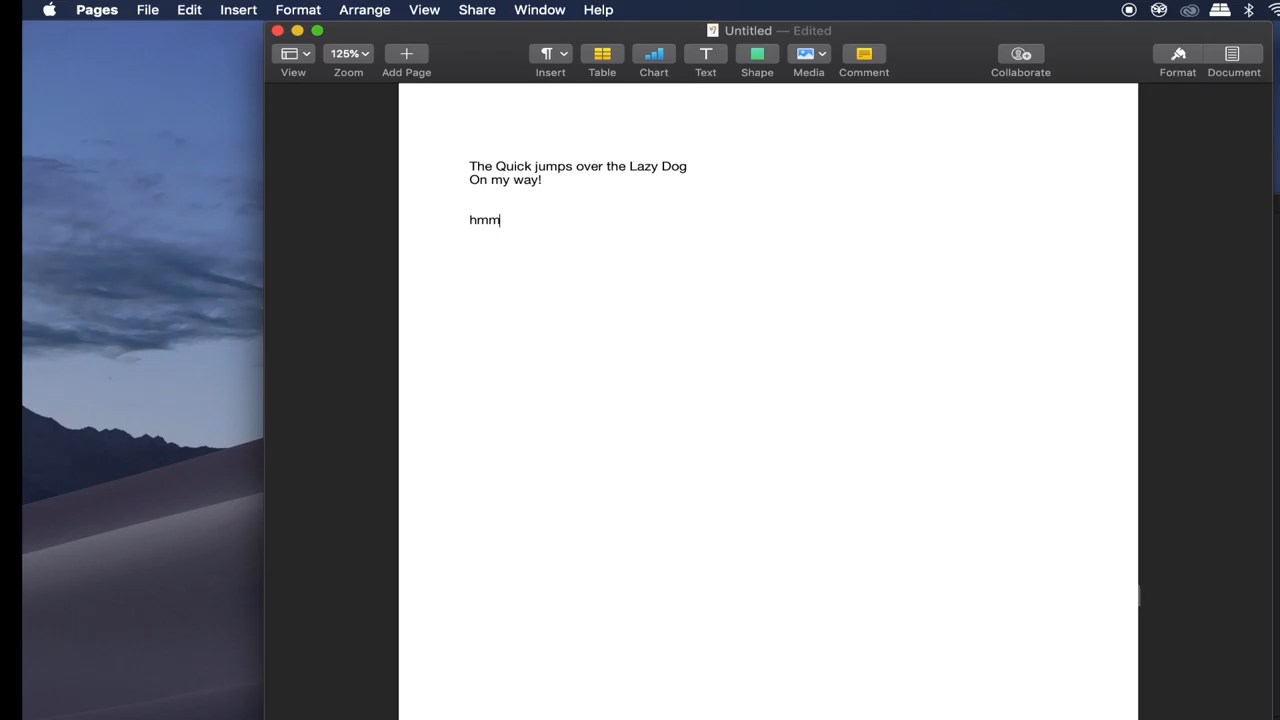 Pages File Edit Insert Format Arrange View Share Window Help
Untitled — Edited
125%
View Zoom Add Page Insert Table Chart Text Shape Media Comment Collaborate Format Document
The Quick jumps over the Lazy Dog
On my way!
hmm